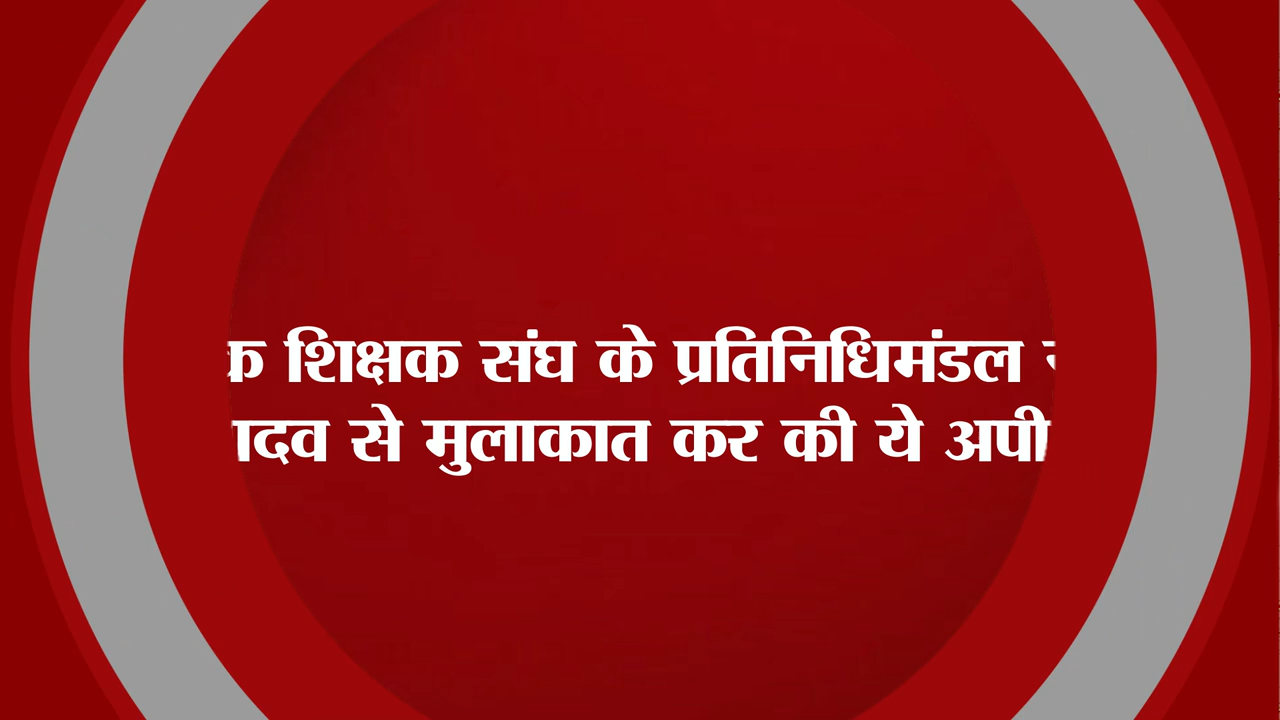 शिक्षक संघ के प्रतिनिधिमंडल
से मुलाकात कर की ये